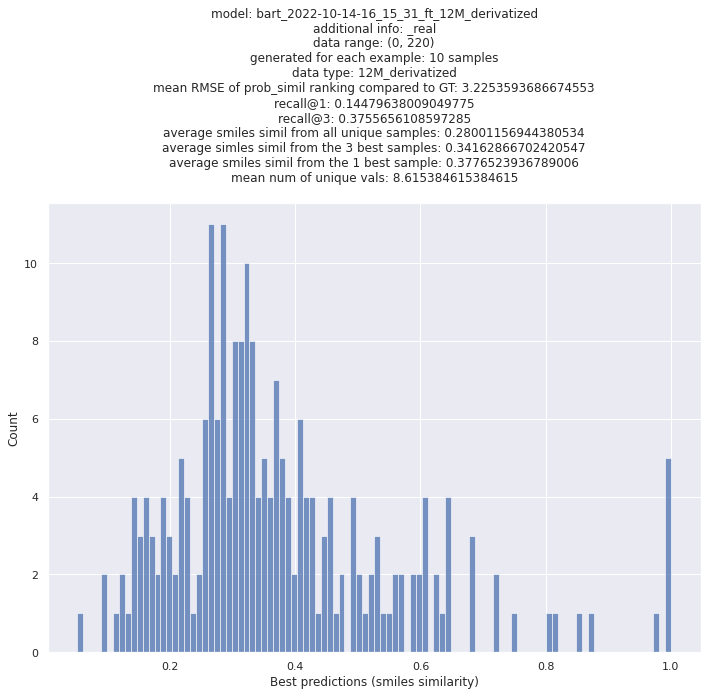 model: bart_2022-10-14-16_15_31_ft_12M_derivatized
additional info: _real
data range: (0, 220)
generated for each example: 10 samples
data type: 12M_derivatized
mean RMSE of prob_simil ranking compared to GT: 3.2253593686674553
recall@1: 0.14479638009049775
recall@3: 0.3755656108597285
average smiles simil from all unique samples: 0.28001156944380534
average simles simil from the 3 best samples: 0.34162866702420547
average smiles simil from the 1 best sample: 0.3776523936789006
mean num of unique vals: 8.615384615384615
10
8
6
4
2
0
Count
0.2 0.4 0.6 0.8 1.0
Best predictions (smiles similarity)